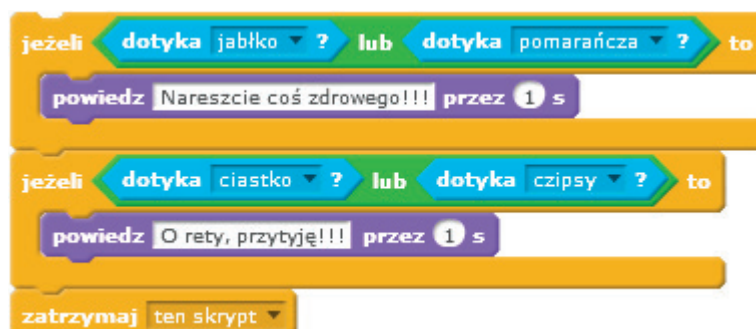 jeżeli dotyka jabłko ? lub dotyka pomarańcza ? to
powiedz Nareszcie coś zdrowego!!! przez 1 s
jeżeli dotyka ciastko ? lub dotyka czipsy ? to
powiedz O rety, przytyję!!! przez 1 s
zatrzymaj ten skrypt